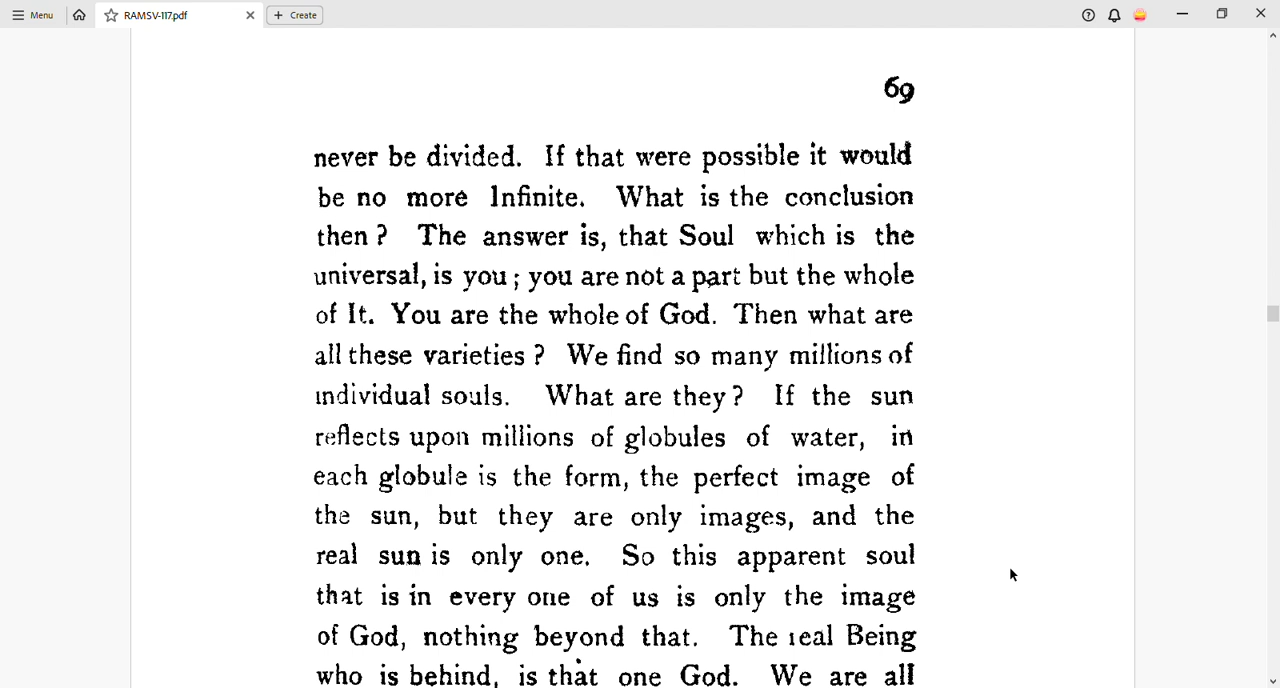 Menu
RAMSV-117.pdf
+ Create
69
never be divided. If that were possible it would
be no more Infinite. What is the conclusion
then? The answer is, that Soul which is the
universal, is you; you are not a part but the whole
of It. You are the whole of God. Then what are
all these varieties? We find so many millions of
individual souls. What are they? If the sun
reflects upon millions of globules of water, in
each globule is the form, the perfect image of
the sun, but they are only images, and the
real sun is only one. So this apparent soul
that is in every one of us is only the image
of God, nothing beyond that. The real Being
who is behind, is that one God. We are all